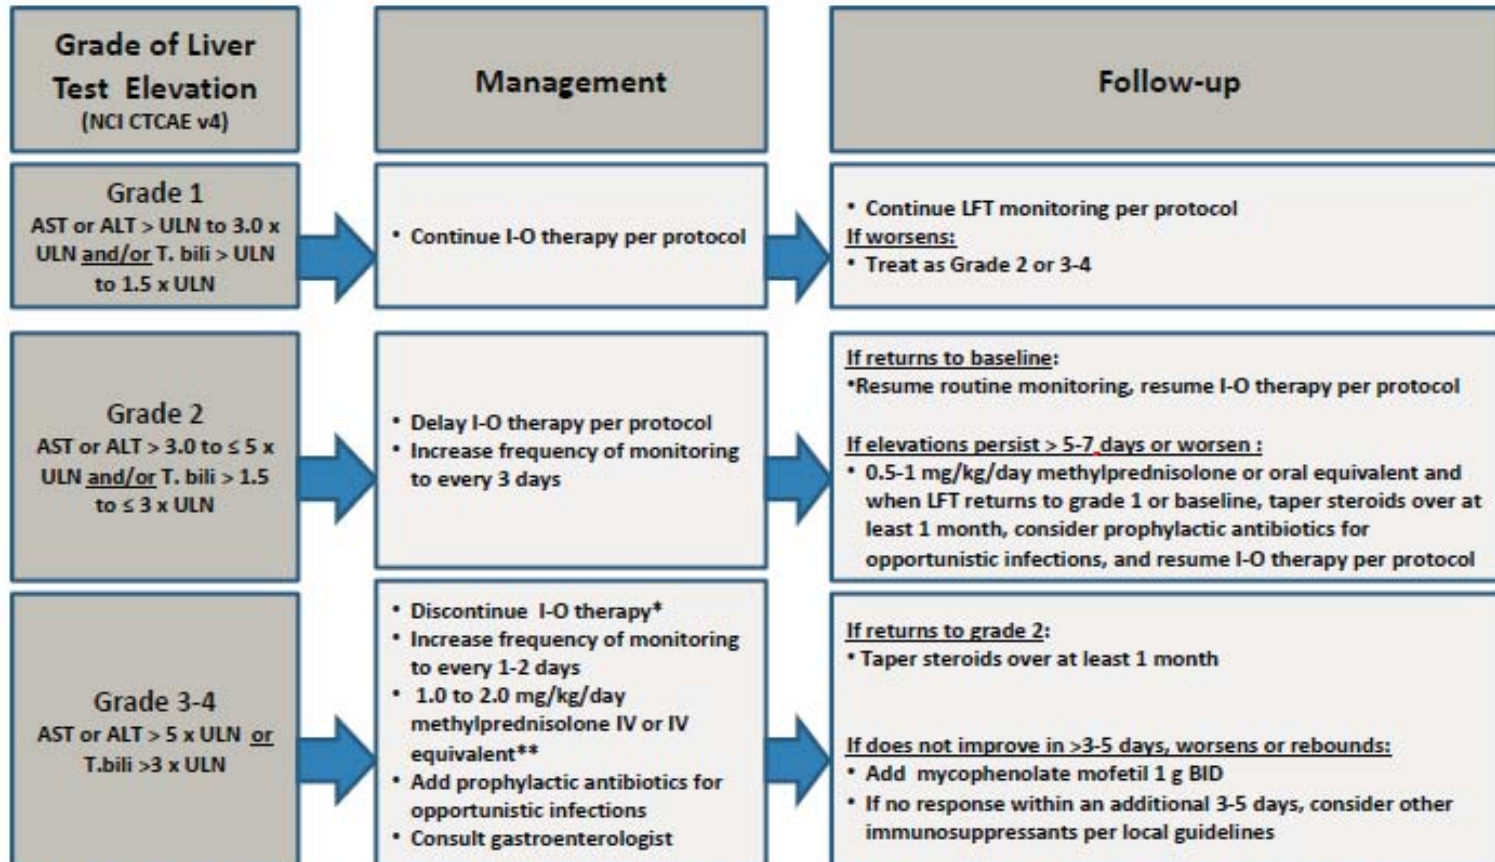 Grade of Liver
Test Elevation
(NCI CTCAE v4)
Management
Follow-up
Grade 1
AST or ALT > ULN to 3.0 x
ULN and/or T. bili > ULN
to 1.5 x ULN
• Continue I-O therapy per protocol
• Continue LFT monitoring per protocol
If worsens:
• Treat as Grade 2 or 3-4
Grade 2
AST or ALT > 3.0 to ≤ 5 x
ULN and/or T. bili > 1.5
to ≤ 3 x ULN
• Delay I-O therapy per protocol
• Increase frequency of monitoring
to every 3 days
If returns to baseline:
•Resume routine monitoring, resume I-O therapy per protocol
If elevations persist > 5-7 days or worsen :
• 0.5-1 mg/kg/day methylprednisolone or oral equivalent and
when LFT returns to grade 1 or baseline, taper steroids over at
least 1 month, consider prophylactic antibiotics for
opportunistic infections, and resume I-O therapy per protocol
Grade 3-4
AST or ALT > 5 x ULN or
T.bili >3 x ULN
• Discontinue I-O therapy*
• Increase frequency of monitoring
to every 1-2 days
• 1.0 to 2.0 mg/kg/day
methylprednisolone IV or IV
equivalent**
• Add prophylactic antibiotics for
opportunistic infections
• Consult gastroenterologist
If returns to grade 2:
• Taper steroids over at least 1 month
If does not improve in >3-5 days, worsens or rebounds:
• Add mycophenolate mofetil 1 g BID
• If no response within an additional 3-5 days, consider other
immunosuppressants per local guidelines